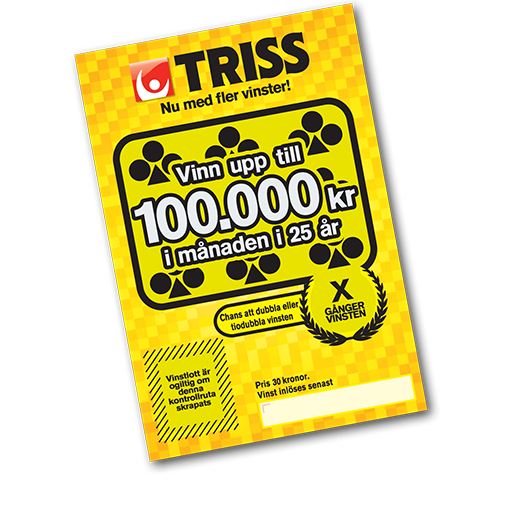 TRISS
Nu med fler vinster!
Vinn upp till
100.000 kr
i månaden i 25 år
Chans att dubbla eller
tiodubbla vinsten
X
GÅNGER
VINSTEN
Vinstlott är
ogiltig om
denna
kontrollruta
skrapats
Pris 30 kronor.
Vinst inlöses senast